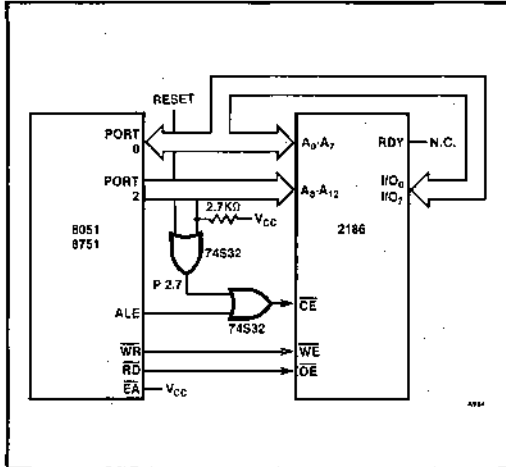 RESET
PORT 0
A0-A7
RDY
N.C.
PORT 2
A8-A12
I/O0
I/O7
2.7KΩ
VCC
8051
8751
74S32
2186
P 2.7
ALE
CE
74S32
WR
WE
RD
OE
EA
VCC